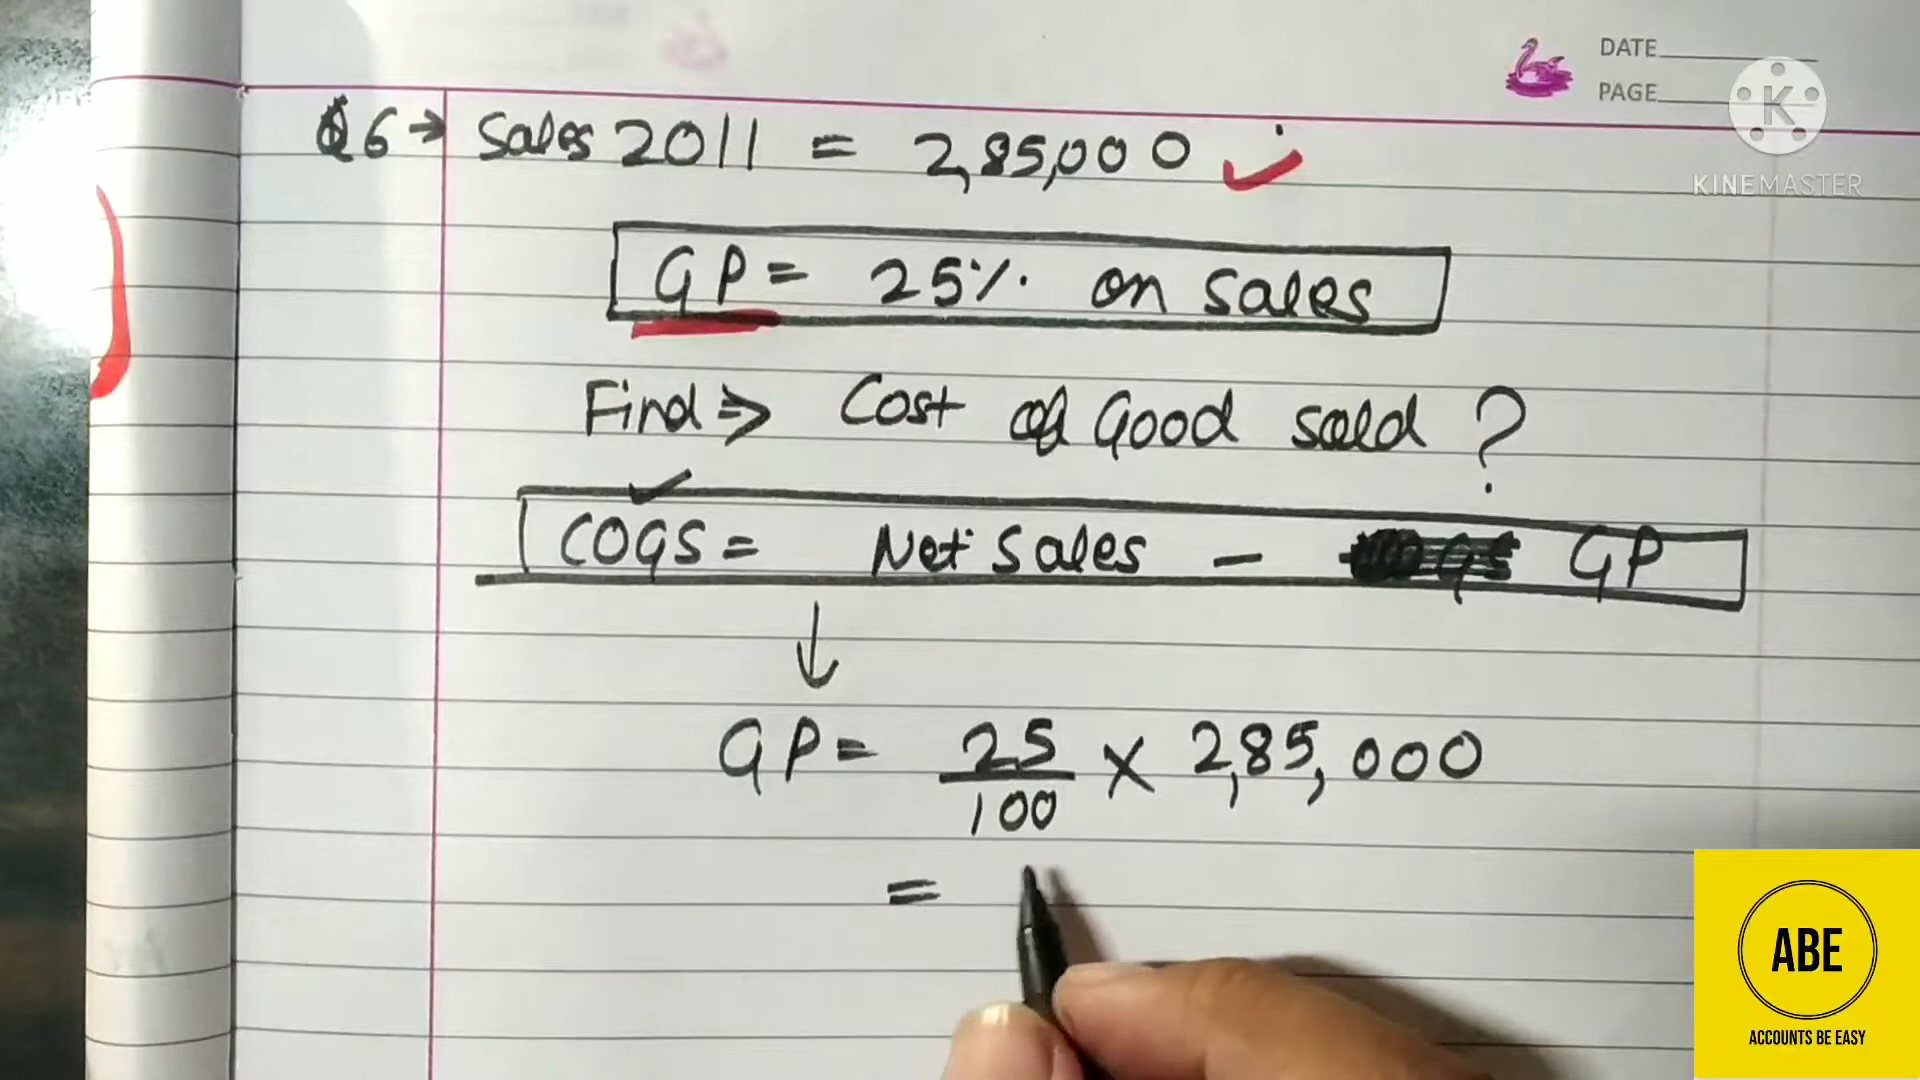 DATE
PAGE
K
KINEMASTER
Q6→ Sales 2011 = 2,85,000 ✓
GP = 25% on Sales
Find ⇒ Cost of Good sold ?
✓
COGS = Net Sales - GP
↓
GP = 25/100 × 2,85,000
=
ABE
ACCOUNTS BE EASY